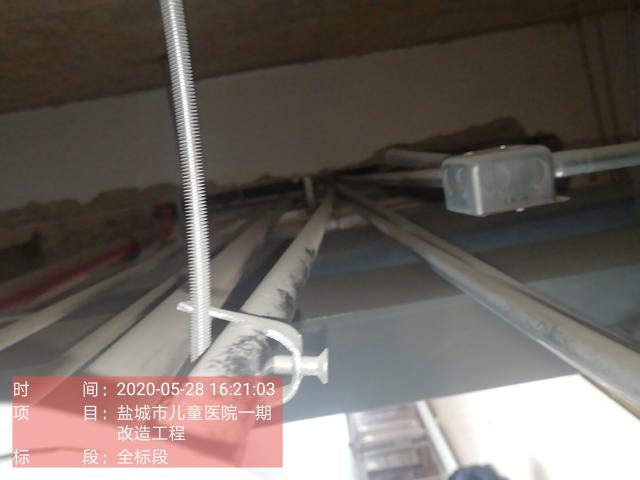 时 间：2020-05-28 16:21:03
项 目：盐城市儿童医院一期
改造工程
标 段：全标段